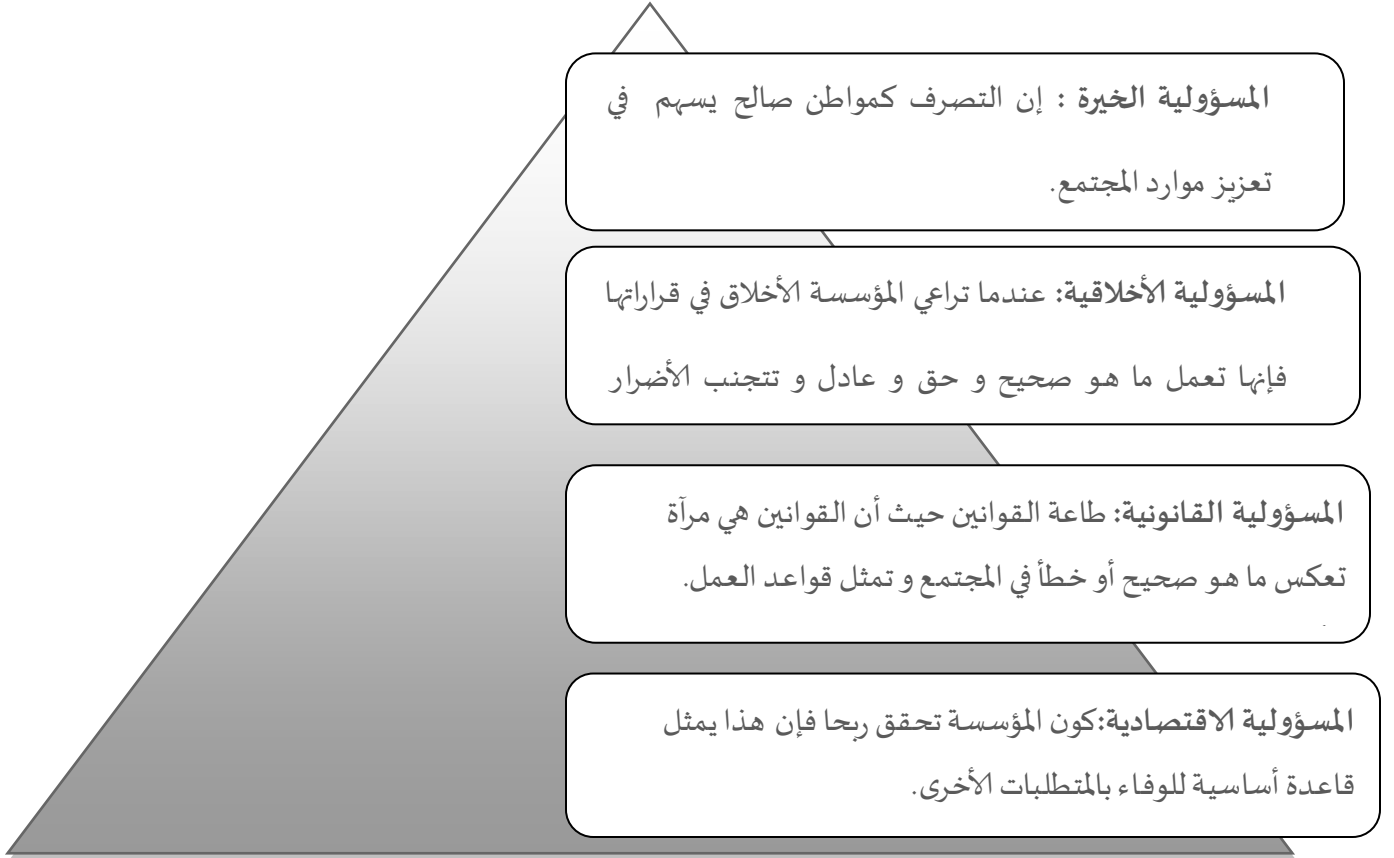 المسؤولية الخيرة : إن التصرف كمواطن صالح يسهم في
تعزيز موارد المجتمع.
المسؤولية الأخلاقية: عندما تراعي المؤسسة الأخلاق في قراراتها
فإنها تعمل ما هو صحيح و حق و عادل و تتجنب الأضرار
المسؤولية القانونية: طاعة القوانين حيث أن القوانين هي مرآة
تعكس ما هو صحيح أو خطأ في المجتمع و تمثل قواعد العمل.
المسؤولية الاقتصادية:كون المؤسسة تحقق ربحا فإن هذا يمثل
قاعدة أساسية للوفاء بالمتطلبات الأخرى.